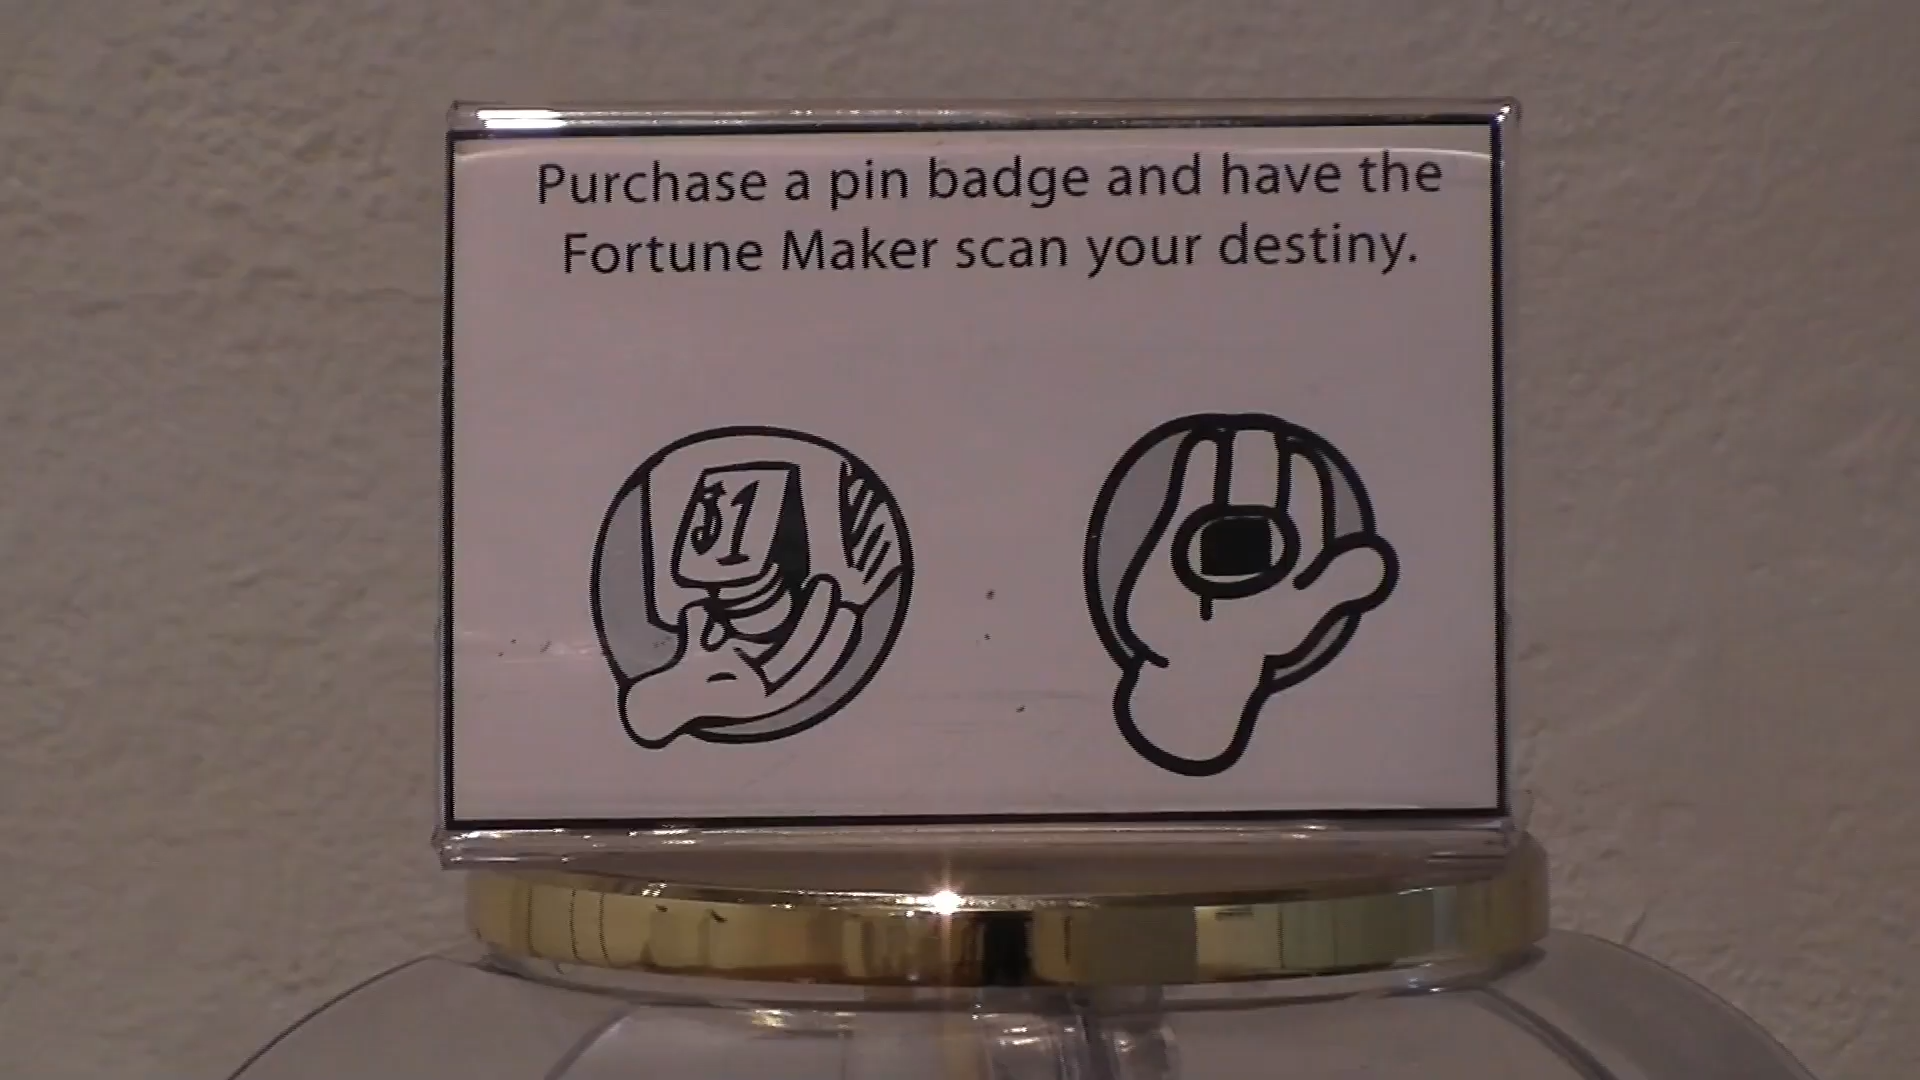 Purchase a pin badge and have the
Fortune Maker scan your destiny.
$1